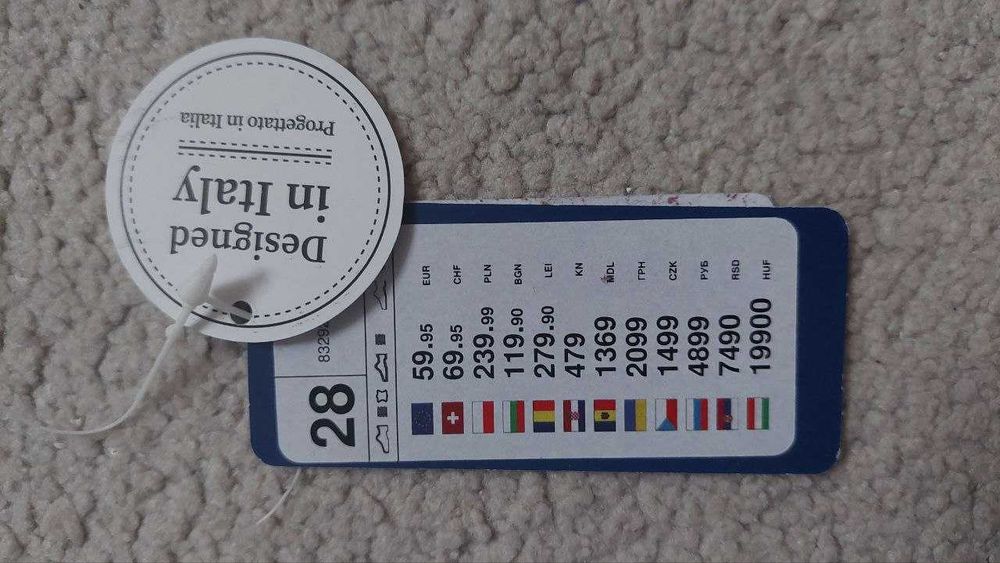 Designed
in Italy
Progettato in Italia
28
59.95 EUR
69.95 CHF
239.99 PLN
119.90 BGN
279.90 LEI
479 KN
1369 MDL
2099 ГРН
1499 CZK
4899 РУБ
7490 RSD
19900 HUF